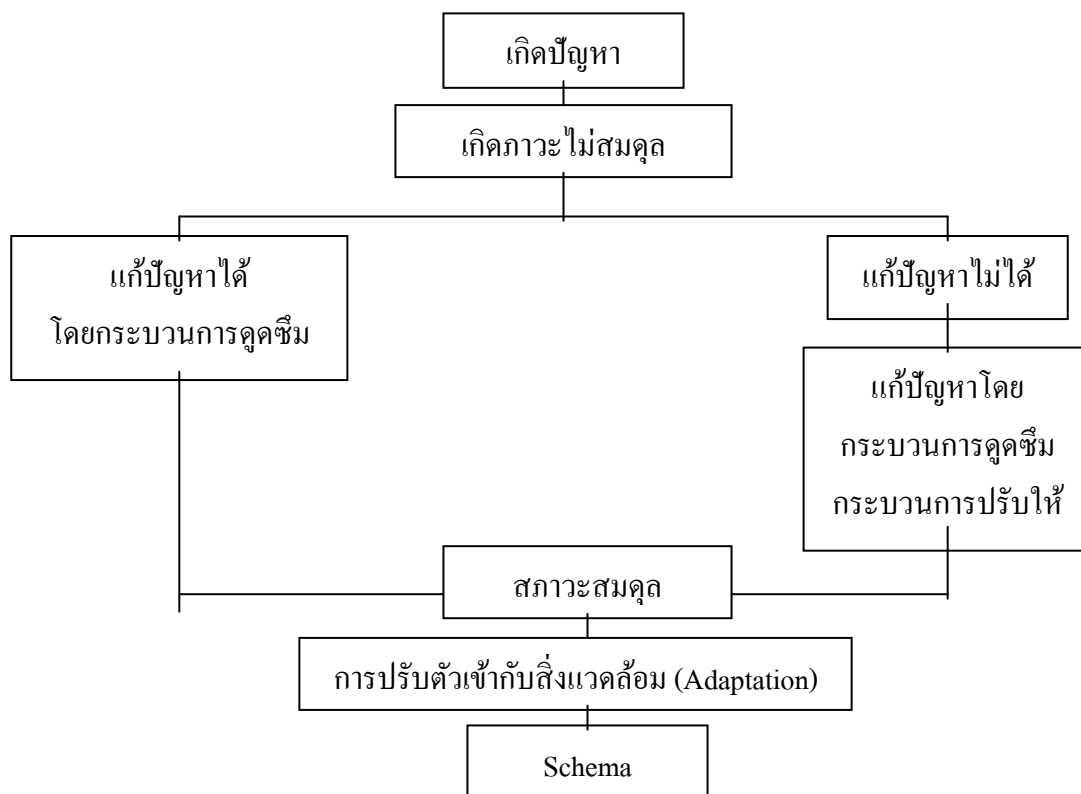 เกิดปัญหา
เกิดภาวะไม่สมดุล
แก้ปัญหาได้
โดยกระบวนการดูดซึม
แก้ปัญหาไม่ได้
แก้ปัญหาโดย
กระบวนการดูดซึม
กระบวนการปรับให้
สภาวะสมดุล
การปรับตัวเข้ากับสิ่งแวดล้อม (Adaptation)
Schema